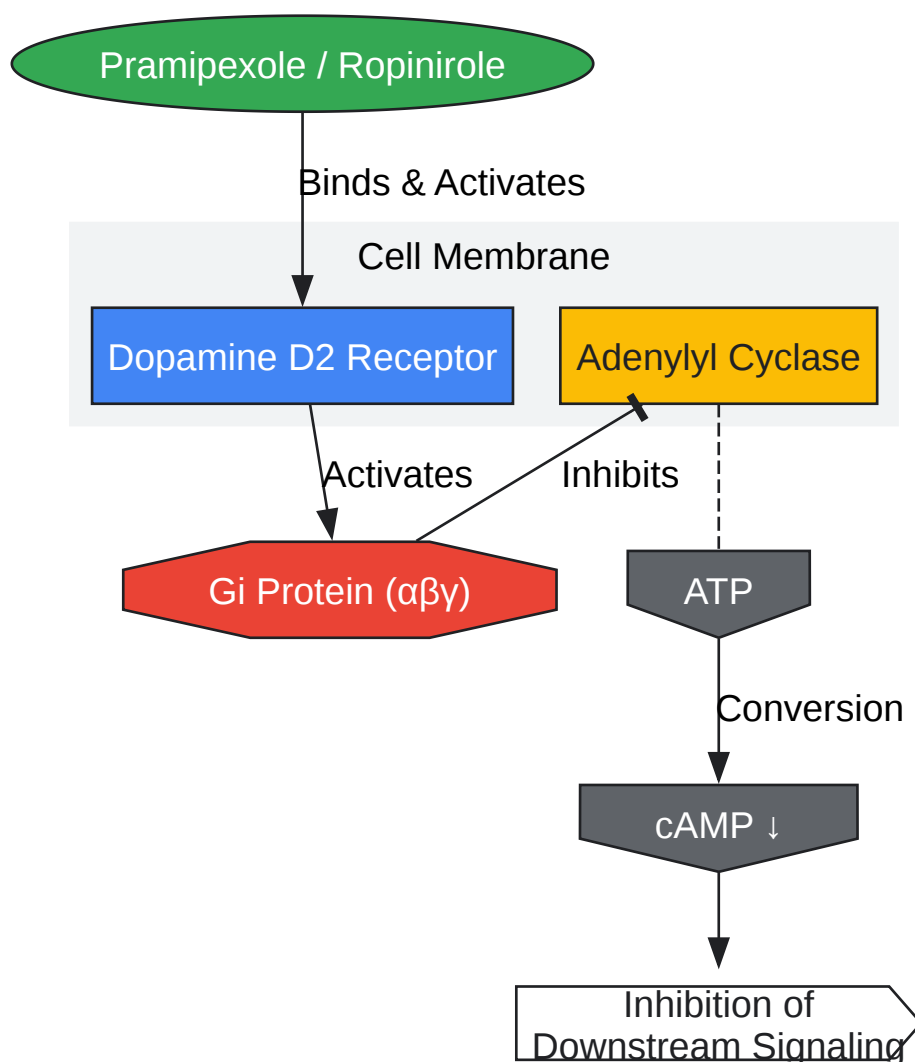 Pramipexole / Ropinirole
Binds & Activates
Cell Membrane
Dopamine D2 Receptor
Adenylyl Cyclase
Activates
Inhibits
Gi Protein (αβγ)
ATP
Conversion
cAMP ↓
Inhibition of
Downstream Signaling